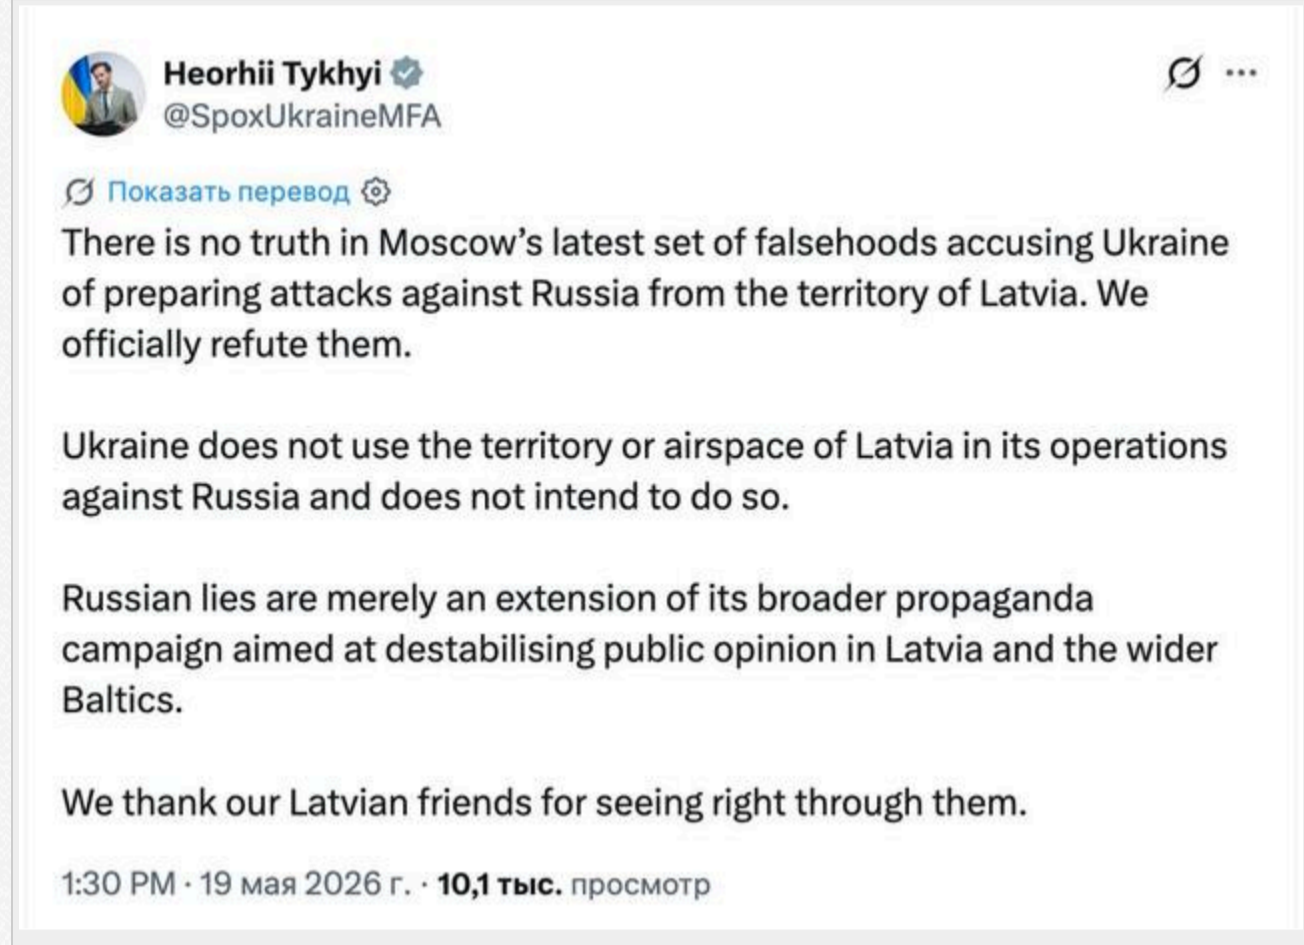 Heorhii Tykhyi
@SpoxUkraineMFA
Показать перевод
There is no truth in Moscow’s latest set of falsehoods accusing Ukraine
of preparing attacks against Russia from the territory of Latvia. We
officially refute them.
Ukraine does not use the territory or airspace of Latvia in its operations
against Russia and does not intend to do so.
Russian lies are merely an extension of its broader propaganda
campaign aimed at destabilising public opinion in Latvia and the wider
Baltics.
We thank our Latvian friends for seeing right through them.
1:30 PM · 19 мая 2026 г. · 10,1 тыс. просмотр